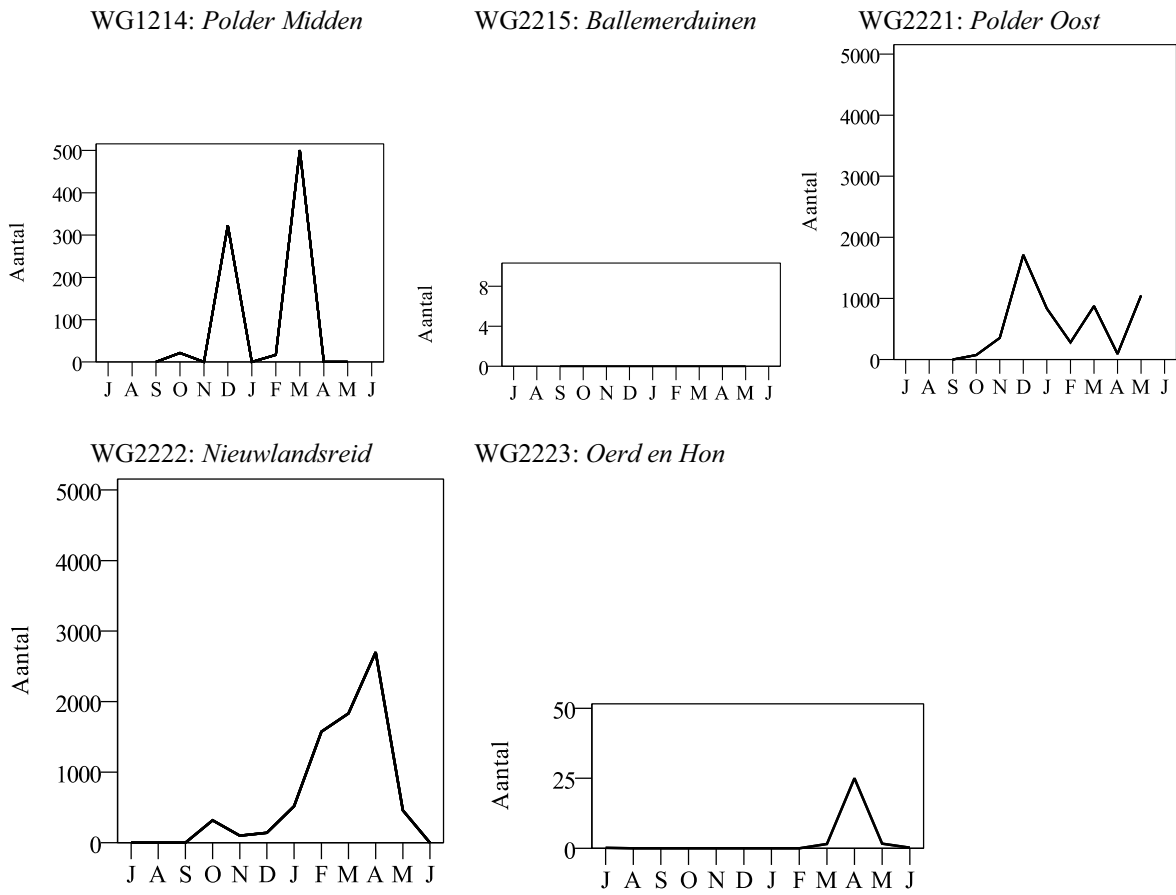 WG1214: Polder Midden
WG2215: Ballemerduinen
WG2221: Polder Oost
Aantal
500
400
300
200
100
0
J A S O N D J F M A M J
Aantal
8
4
0
J A S O N D J F M A M J
Aantal
5000
4000
3000
2000
1000
0
J A S O N D J F M A M J
WG2222: Nieuwlandsreid
WG2223: Oerd en Hon
Aantal
5000
4000
3000
2000
1000
0
J A S O N D J F M A M J
Aantal
50
25
0
J A S O N D J F M A M J